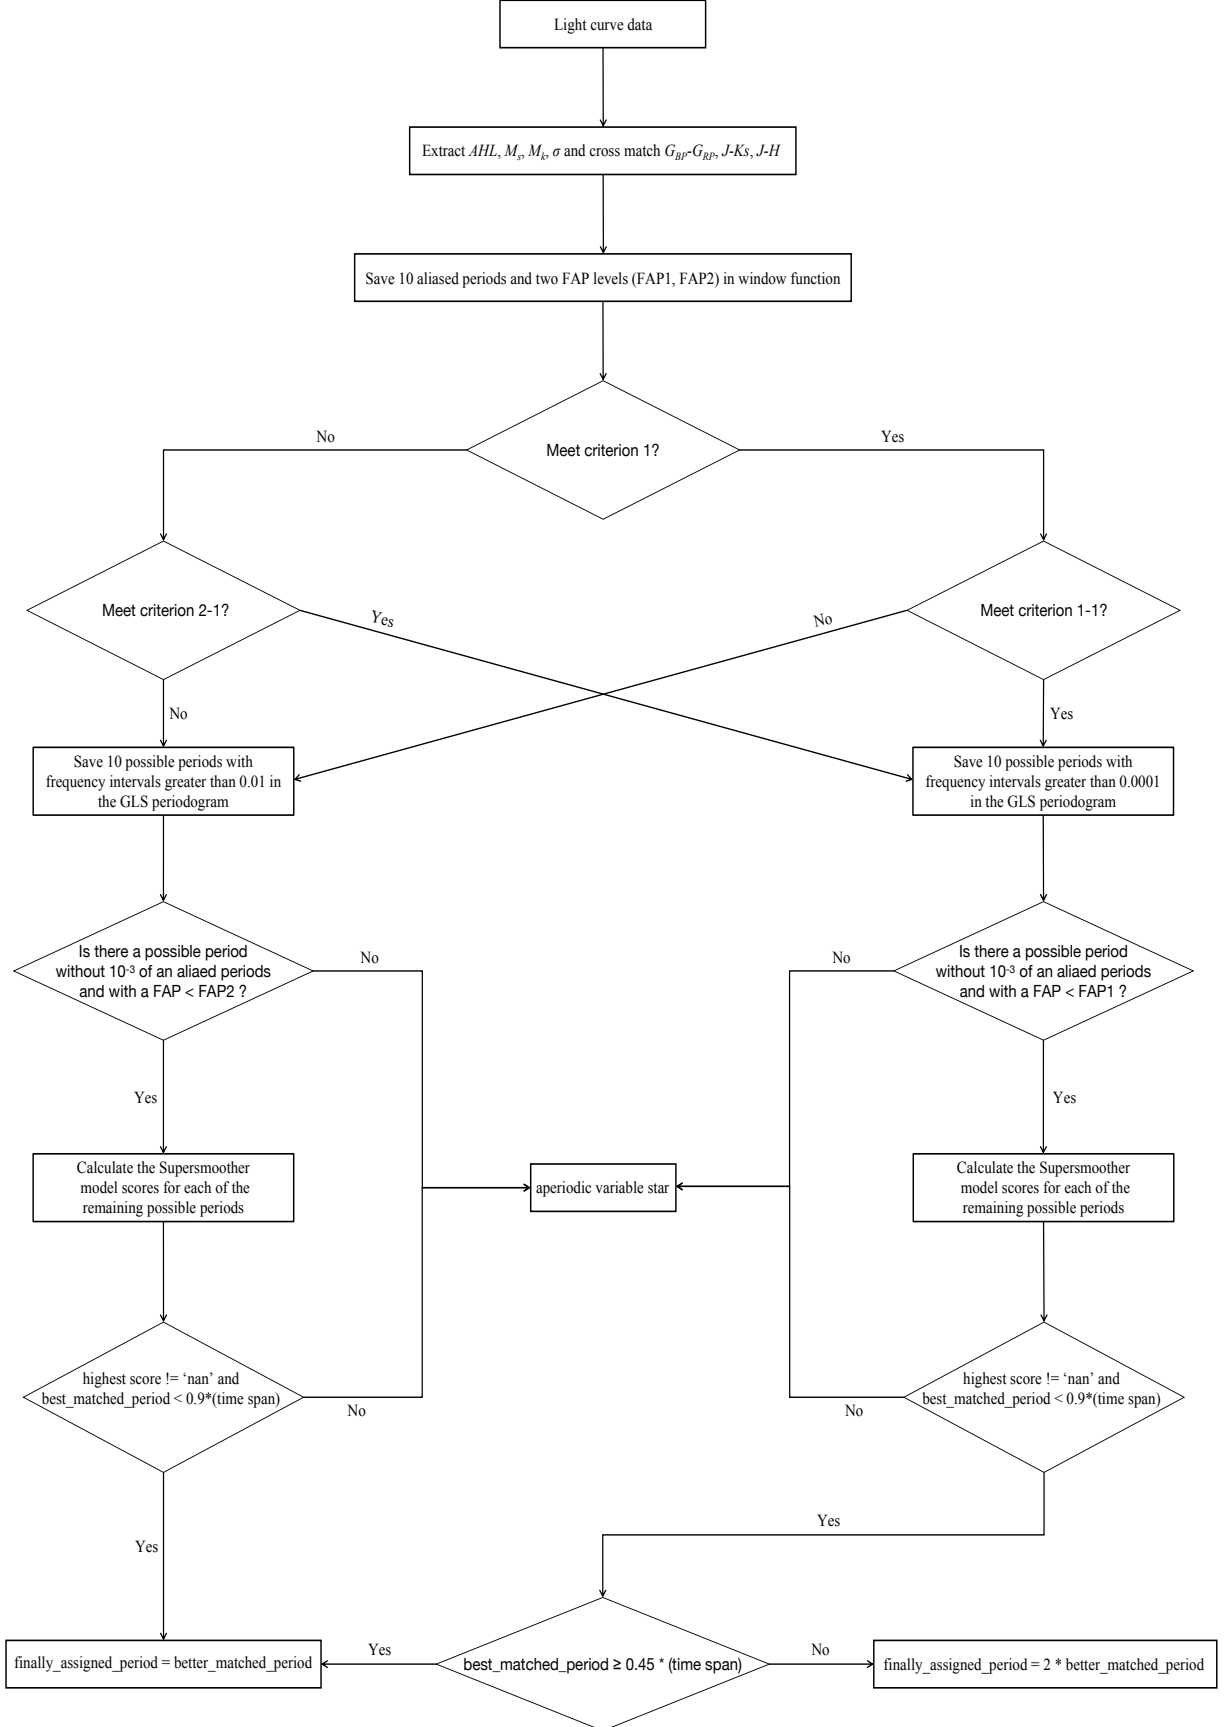 Light curve data
Extract AHL, Mₛ, Mₖ, σ and cross match G_BP-G_RP, J-Ks, J-H
Save 10 aliased periods and two FAP levels (FAP1, FAP2) in window function
No
Yes
Meet criterion 1?
Meet criterion 2-1?
Yes
No
Meet criterion 1-1?
No
Yes
Save 10 possible periods with
frequency intervals greater than 0.01 in
the GLS periodogram
Save 10 possible periods with
frequency intervals greater than 0.0001
in the GLS periodogram
Is there a possible period
without 10⁻³ of an aliaed periods
and with a FAP < FAP2 ?
No
No
Is there a possible period
without 10⁻³ of an aliaed periods
and with a FAP < FAP1 ?
Yes
Yes
Calculate the Supersmoother
model scores for each of the
remaining possible periods
aperiodic variable star
Calculate the Supersmoother
model scores for each of the
remaining possible periods
highest score != ‘nan’ and
best_matched_period < 0.9*(time span)
No
No
highest score != ‘nan’ and
best_matched_period < 0.9*(time span)
Yes
Yes
finally_assigned_period = better_matched_period
Yes
best_matched_period ≥ 0.45 * (time span)
No
finally_assigned_period = 2 * better_matched_period